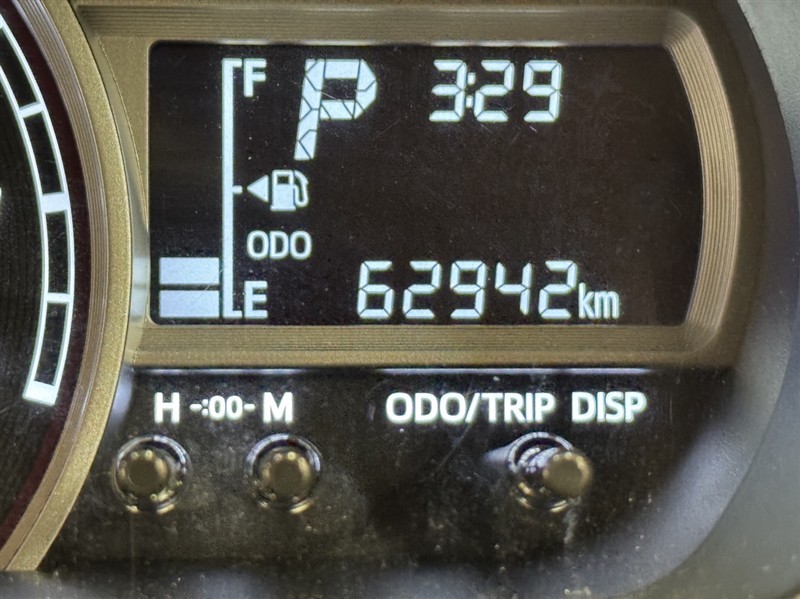 F P 3:29
ODO
E 62942km
H -:00- M ODO/TRIP DISP